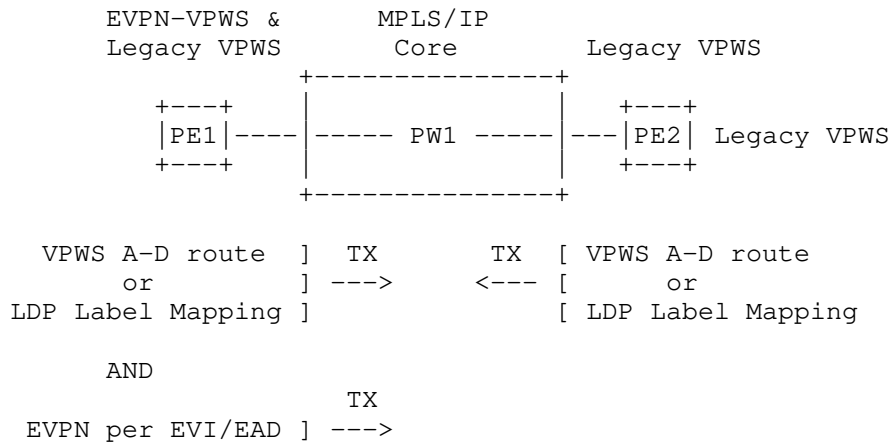 EVPN-VPWS & MPLS/IP
Legacy VPWS Core Legacy VPWS
+---------------+
+---+ | | +---+
|PE1|----|----- PW1 -----|---|PE2| Legacy VPWS
+---+ | | +---+
+---------------+
VPWS A-D route ] TX TX [ VPWS A-D route
or ] ---> <--- [ or
LDP Label Mapping ] [ LDP Label Mapping
AND
TX
EVPN per EVI/EAD ] --->